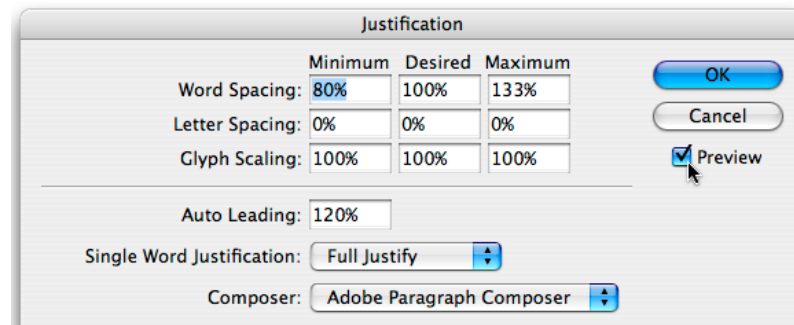 Justification
Minimum Desired Maximum
Word Spacing: 80% 100% 133%
OK
Letter Spacing: 0% 0% 0%
Cancel
Glyph Scaling: 100% 100% 100%
Preview
Auto Leading: 120%
Single Word Justification: Full Justify
Composer: Adobe Paragraph Composer